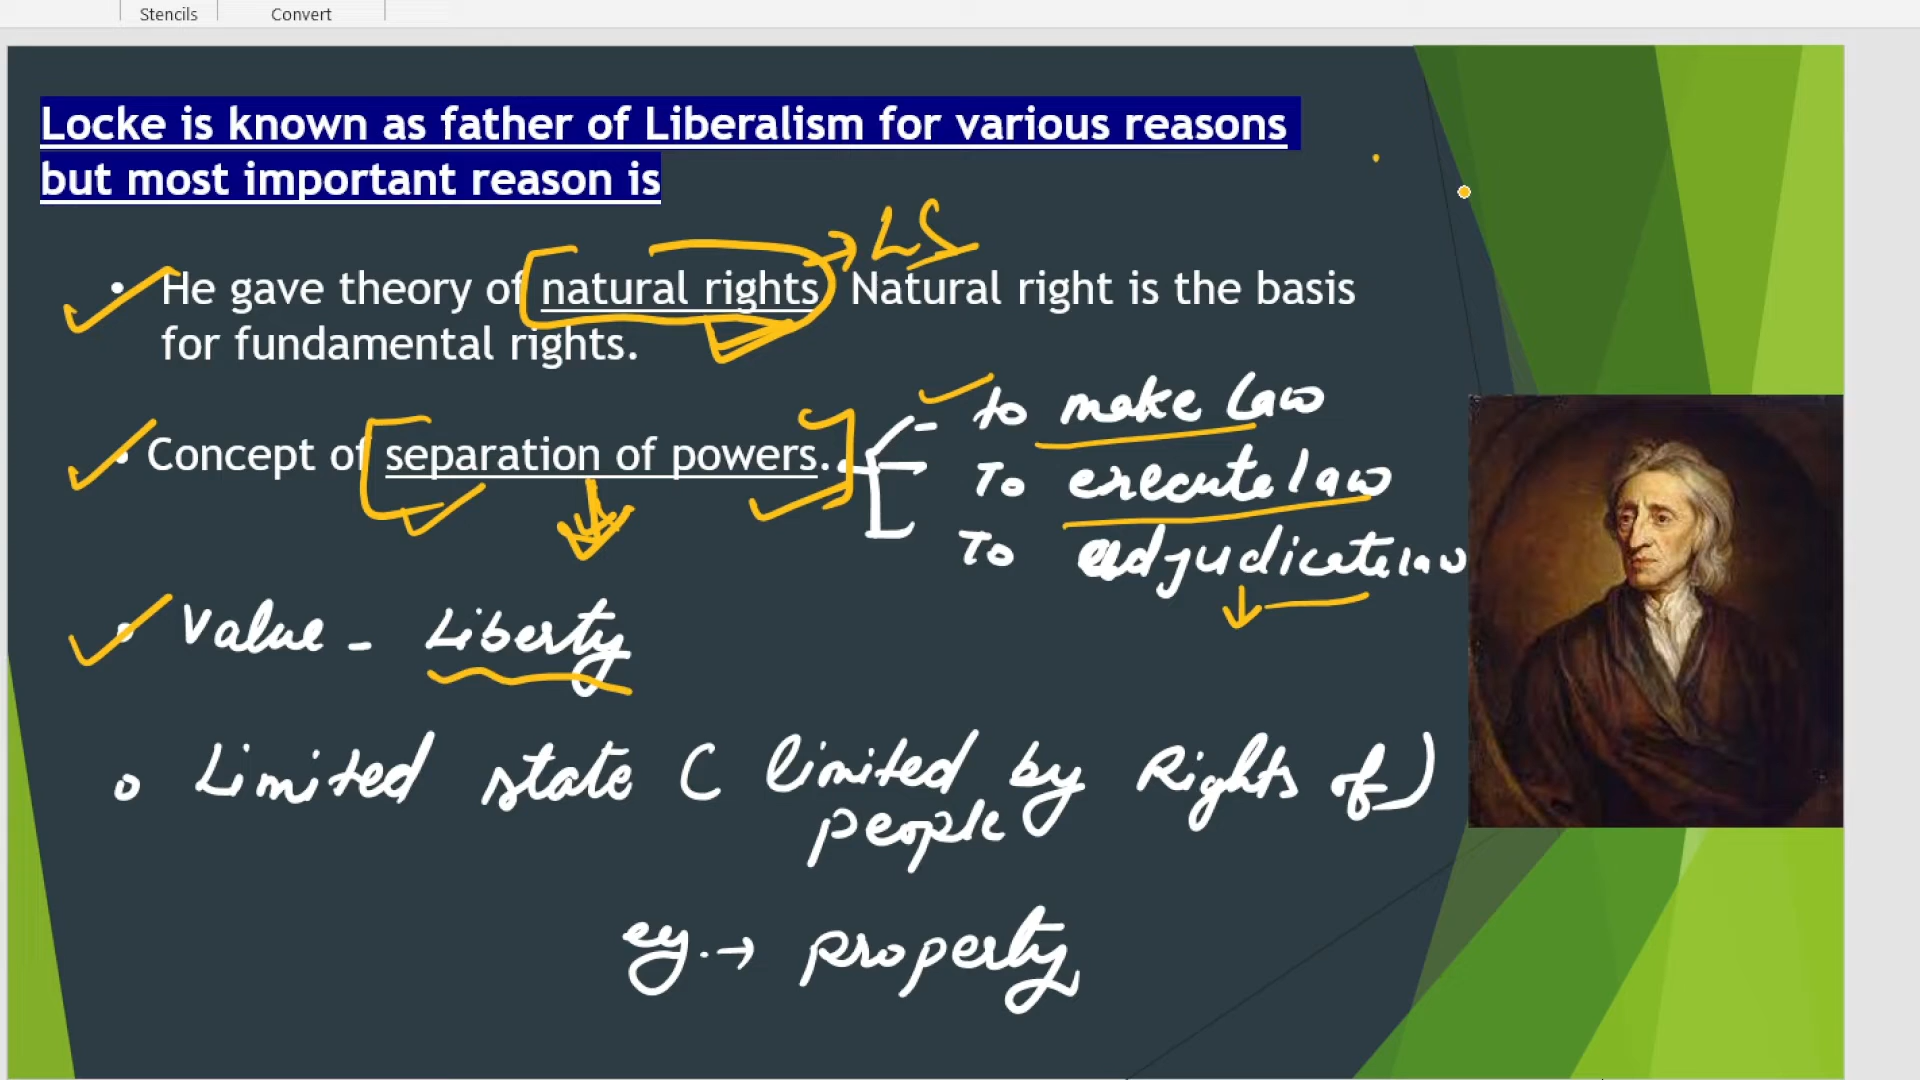 Stencils
Convert
Locke is known as father of Liberalism for various reasons
but most important reason is
LS
• He gave theory of natural rights Natural right is the basis
for fundamental rights.
- to make Law
• Concept of separation of powers.
To execute law
To adjudicate law
• Value - Liberty
o Limited state ( limited by Rights of )
people
eg. → property